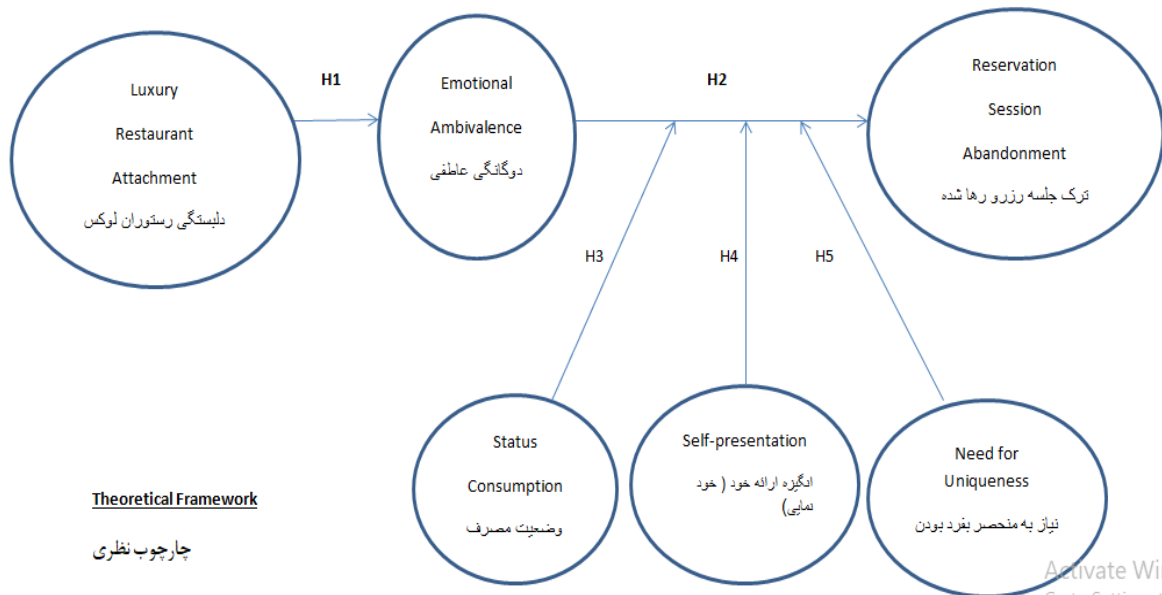 Luxury
Restaurant
Attachment
دلبستگی رستوران لوکس
H1
Emotional
Ambivalence
دوگانگی عاطفی
H2
Reservation
Session
Abandonment
ترک جلسه رزرو رها شده
H3
H4
H5
Status
Consumption
وضعیت مصرف
Self-presentation
انگیزه ارائه خود ( خود
نمایی)
Need for
Uniqueness
نیاز به منحصر بفرد بودن
Theoretical Framework
چارچوب نظری
Activate Wi